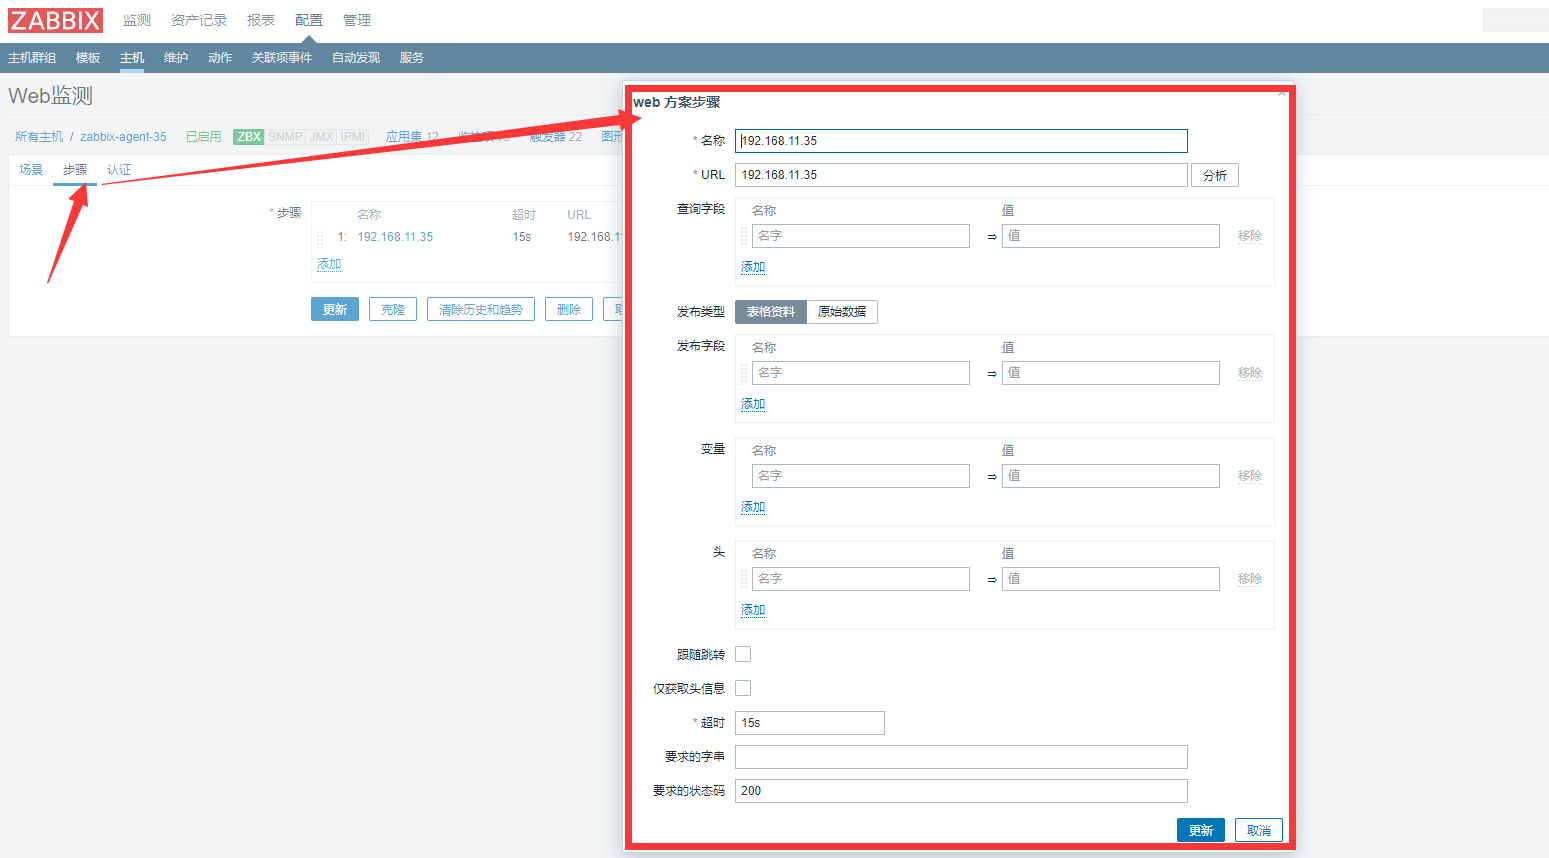 ZABBIX 监测 资产记录 报表 配置 管理
主机群组 模板 主机 维护 动作 关联项事件 自动发现 服务
Web监测
所有主机 / zabbix-agent-35 已启用 ZBX SNMP JMX IPMI 应用集 12 触发器 22 图形
场景 步骤 认证
* 步骤 名称 超时 URL
1: 192.168.11.35 15s 192.168.1
添加
更新 克隆 清除历史和趋势 删除
web 方案步骤
* 名称 192.168.11.35
* URL 192.168.11.35 分析
查询字段 名称 值
名字 ⇒ 值 移除
添加
发布类型 表格资料 原始数据
发布字段 名称 值
名字 ⇒ 值 移除
添加
变量 名称 值
名字 ⇒ 值 移除
添加
头 名称 值
名字 ⇒ 值 移除
添加
跟随跳转
仅获取头信息
* 超时 15s
要求的字串
要求的状态码 200
更新 取消